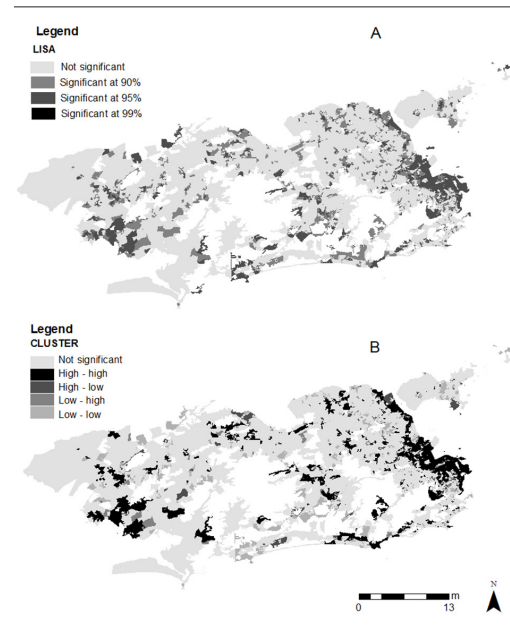 Legend
A
LISA
Not significant
Significant at 90%
Significant at 95%
Significant at 99%
Legend
B
CLUSTER
Not significant
High - high
High - low
Low - high
Low - low
N
m
0 13